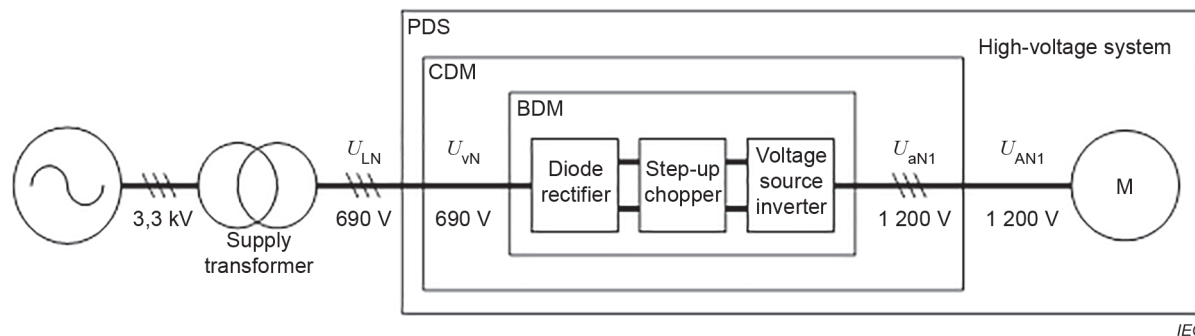 PDS
High-voltage system
CDM
BDM
U_LN
U_vN
Diode
rectifier
Step-up
chopper
Voltage
source
inverter
U_aN1
U_AN1
M
3,3 kV
690 V
690 V
1 200 V
1 200 V
Supply
transformer